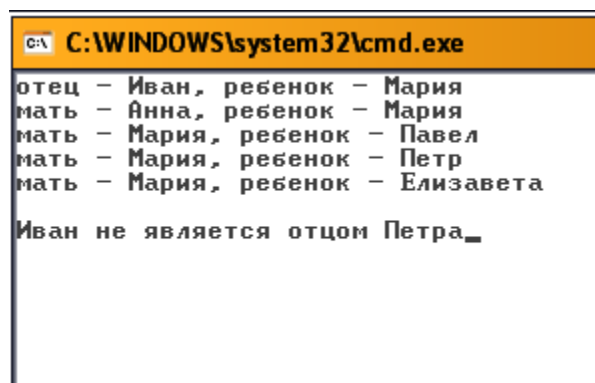 C:\WINDOWS\system32\cmd.exe
отец – Иван, ребенок – Мария
мать – Анна, ребенок – Мария
мать – Мария, ребенок – Павел
мать – Мария, ребенок – Петр
мать – Мария, ребенок – Елизавета
Иван не является отцом Петра_